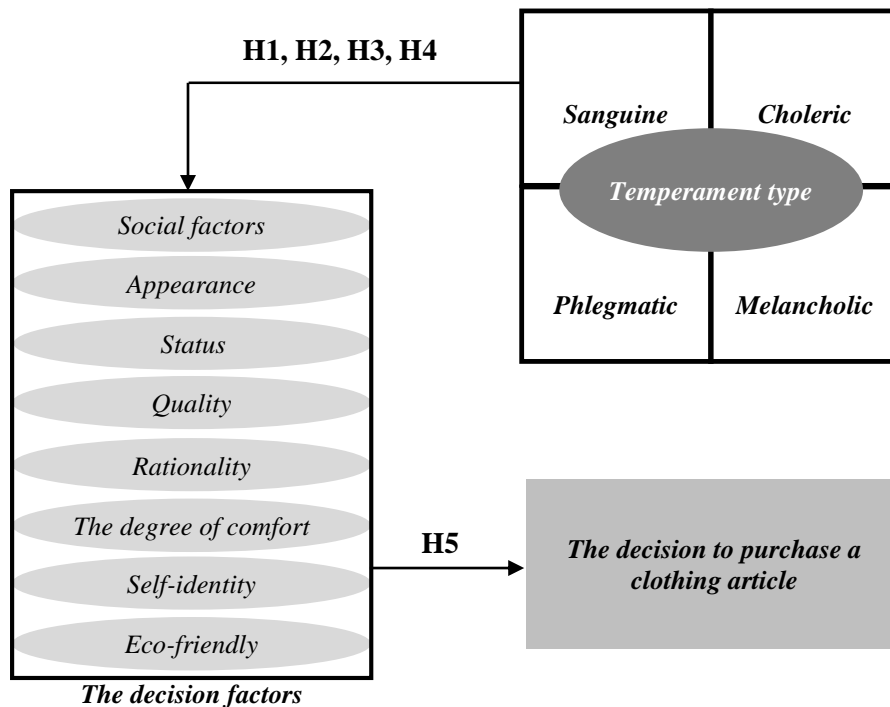 H1, H2, H3, H4
Sanguine
Choleric
Temperament type
Phlegmatic
Melancholic
Social factors
Appearance
Status
Quality
Rationality
The degree of comfort
Self-identity
Eco-friendly
The decision factors
H5
The decision to purchase a
clothing article